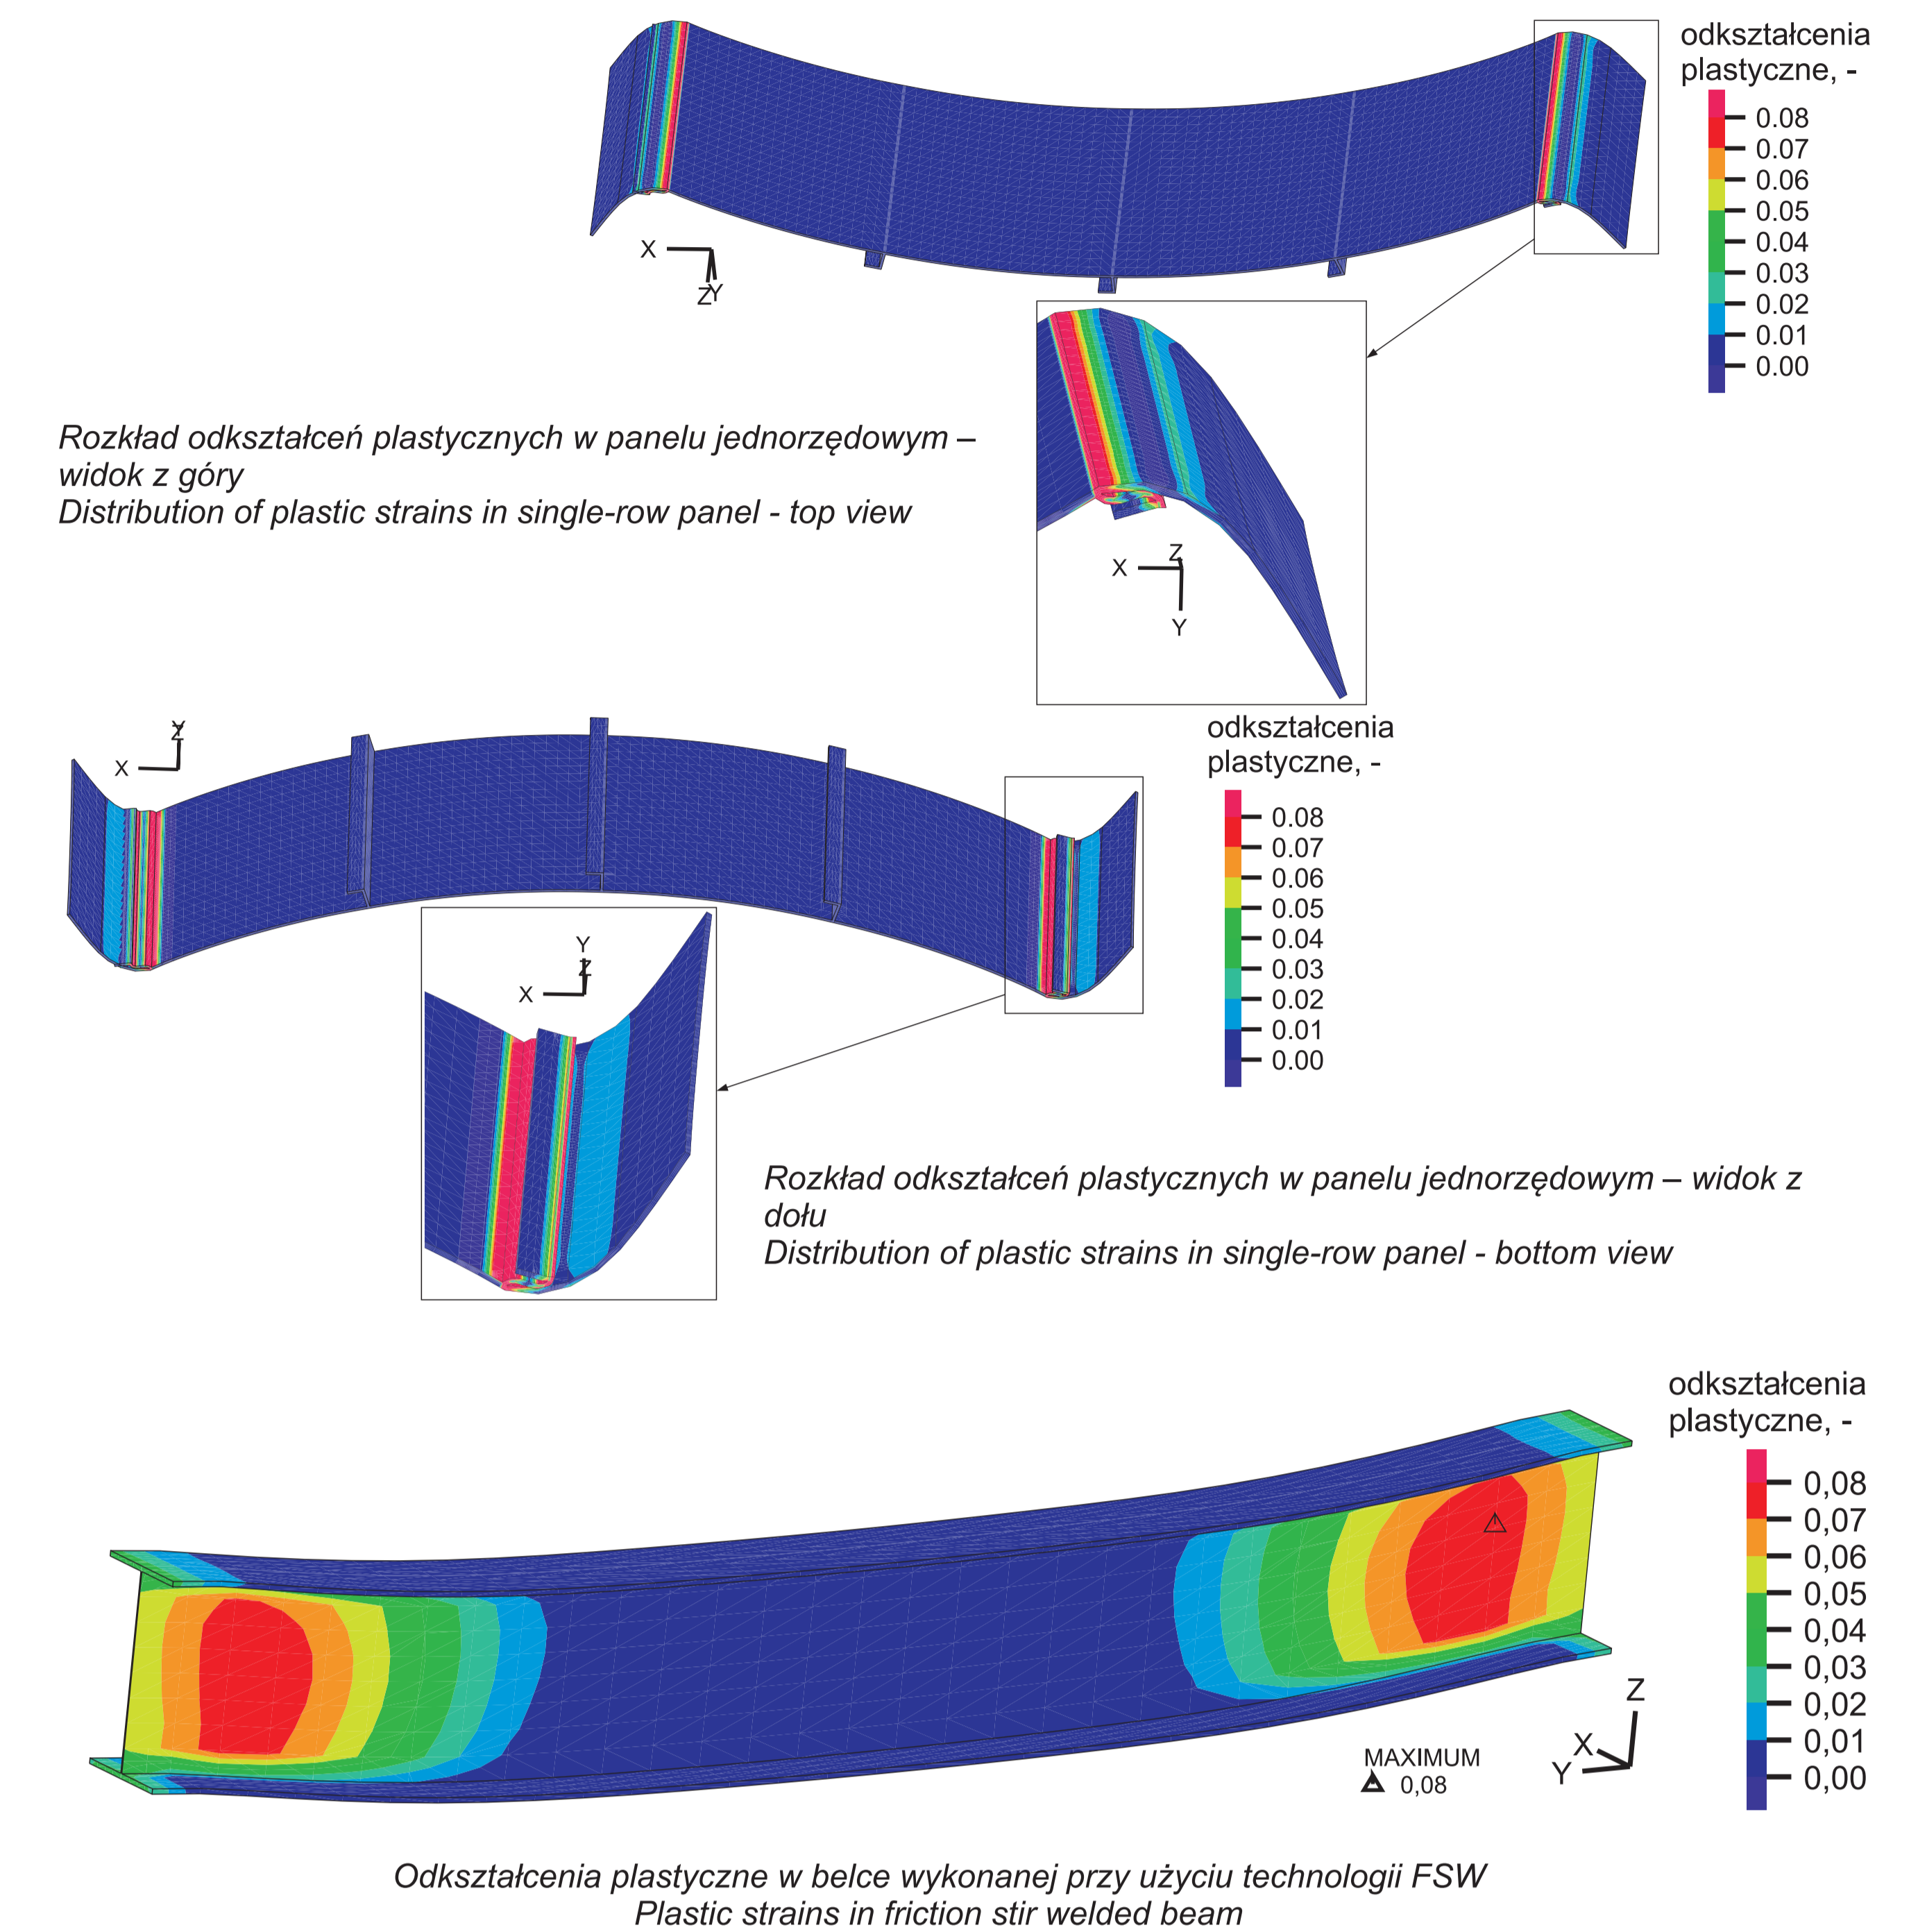 odkształcenia
plastyczne, -
0.08
0.07
0.06
0.05
0.04
0.03
0.02
0.01
0.00
X
Z
Y
Rozkład odkształceń plastycznych w panelu jednorzędowym –
widok z góry
Distribution of plastic strains in single-row panel - top view
Z
X
Y
Y
Z
X
odkształcenia
plastyczne, -
0.08
0.07
0.06
0.05
0.04
0.03
0.02
0.01
0.00
Y
Z
X
Rozkład odkształceń plastycznych w panelu jednorzędowym – widok z
dołu
Distribution of plastic strains in single-row panel - bottom view
odkształcenia
plastyczne, -
0,08
0,07
0,06
0,05
0,04
0,03
0,02
0,01
0,00
Z
X
Y
MAXIMUM
0,08
Odkształcenia plastyczne w belce wykonanej przy użyciu technologii FSW
Plastic strains in friction stir welded beam